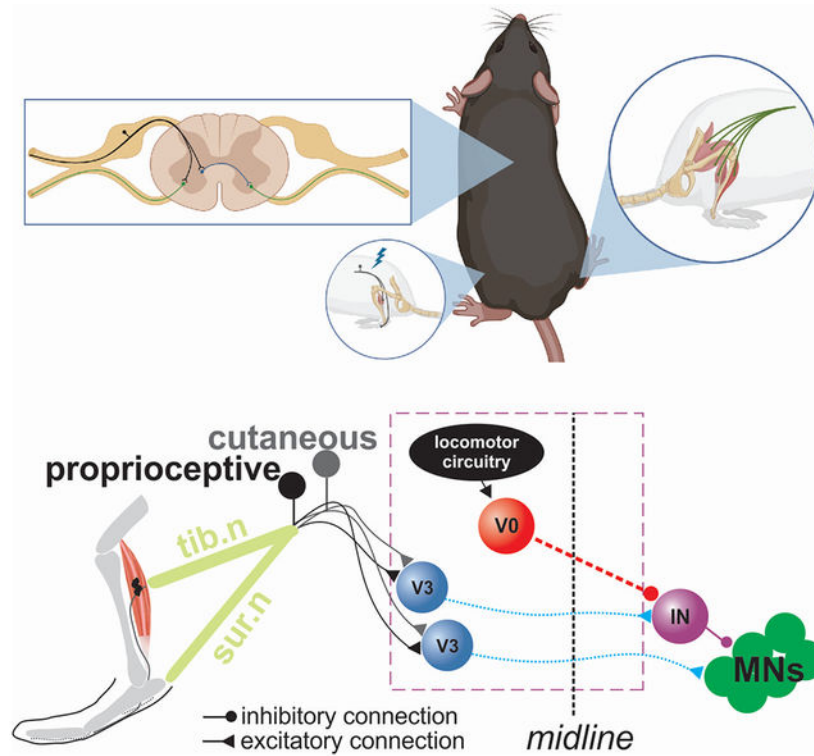 cutaneous
proprioceptive
locomotor
circuitry
V0
tib.n
sur.n
V3
V3
IN
MNs
inhibitory connection
excitatory connection
midline